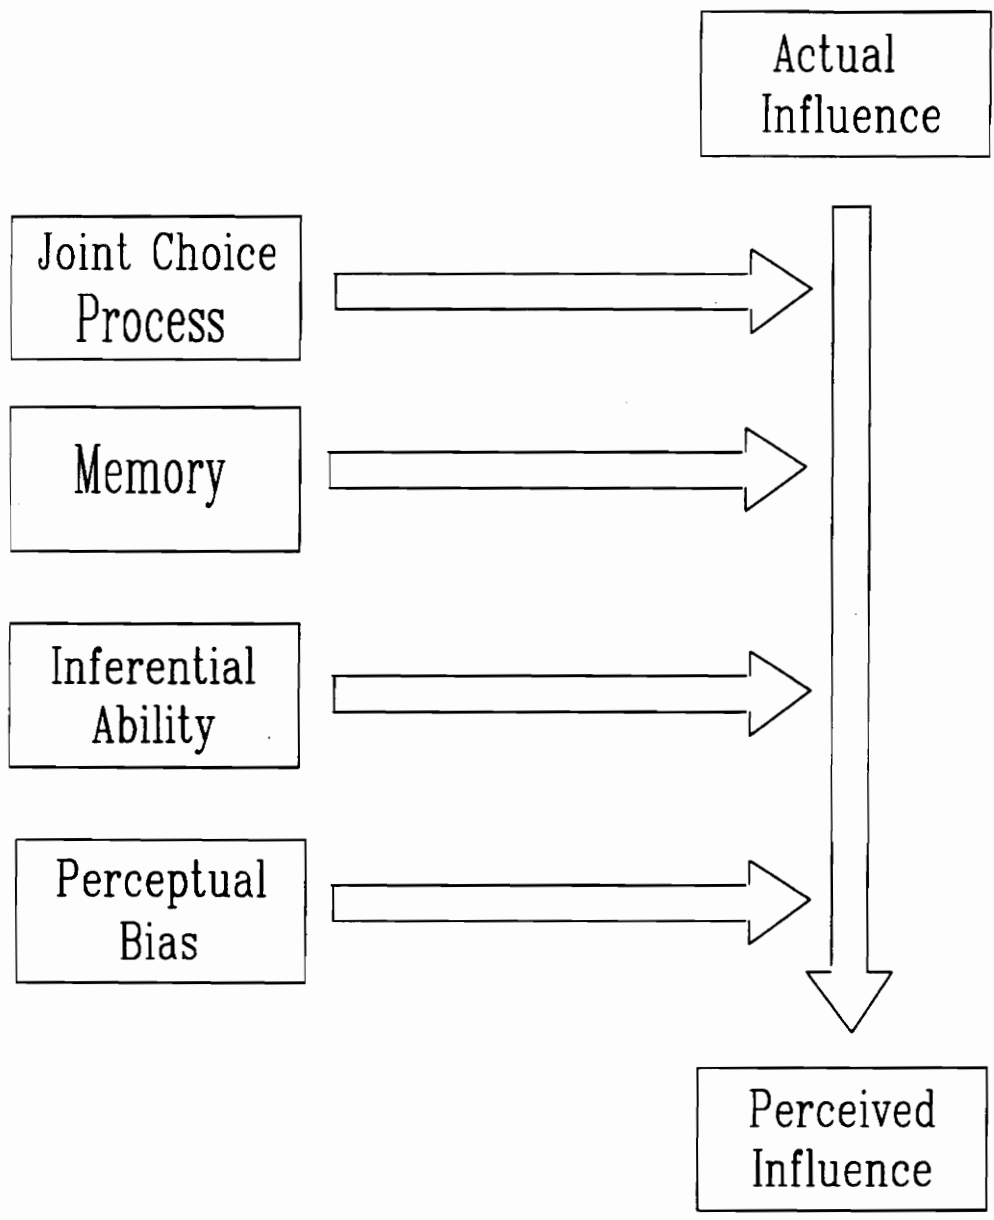 Actual
Influence
Joint Choice
Process
Memory
Inferential
Ability
Perceptual
Bias
Perceived
Influence